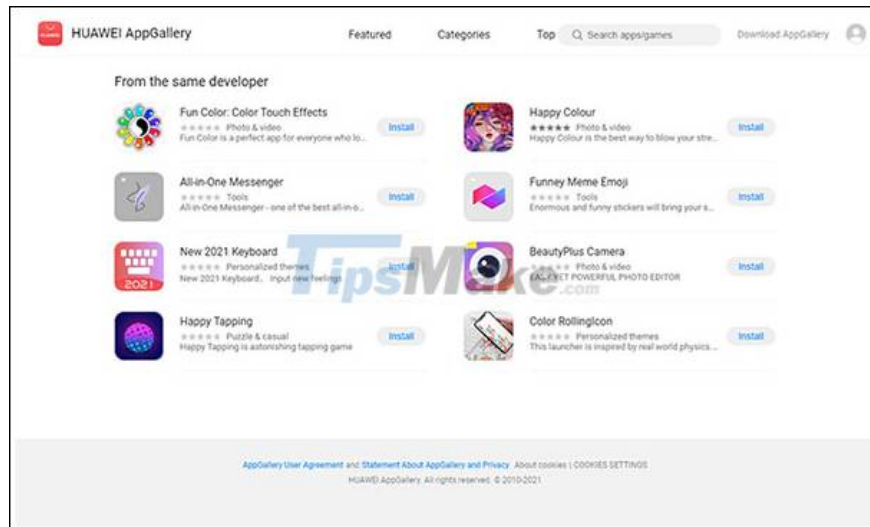 HUAWEI
HUAWEI AppGallery
Featured
Categories
Top
Search apps/games
Download AppGallery
From the same developer
Fun Color: Color Touch Effects
Photo & video
Fun Color is a perfect app for everyone who lo...
Install
Happy Colour
Photo & video
Happy Colour is the best way to blow your stre...
Install
All-in-One Messenger
Tools
All-in-One Messenger - one of the best all-in-o...
Install
Funney Meme Emoji
Tools
Enormous and funny stickers will bring your s...
Install
2021
New 2021 Keyboard
Personalized themes
New 2021 Keyboard， Input new feelings
Install
BeautyPlus Camera
Photo & video
EASY YET POWERFUL PHOTO EDITOR
Install
TipsMake.com
Happy Tapping
Puzzle & casual
Happy Tapping is astonishing tapping game
Install
Color RollingIcon
Personalized themes
This launcher is inspired by real world physics...
Install
AppGallery User Agreement and Statement About AppGallery and Privacy About cookies | COOKIES SETTINGS
HUAWEI AppGallery. All rights reserved. © 2010-2021